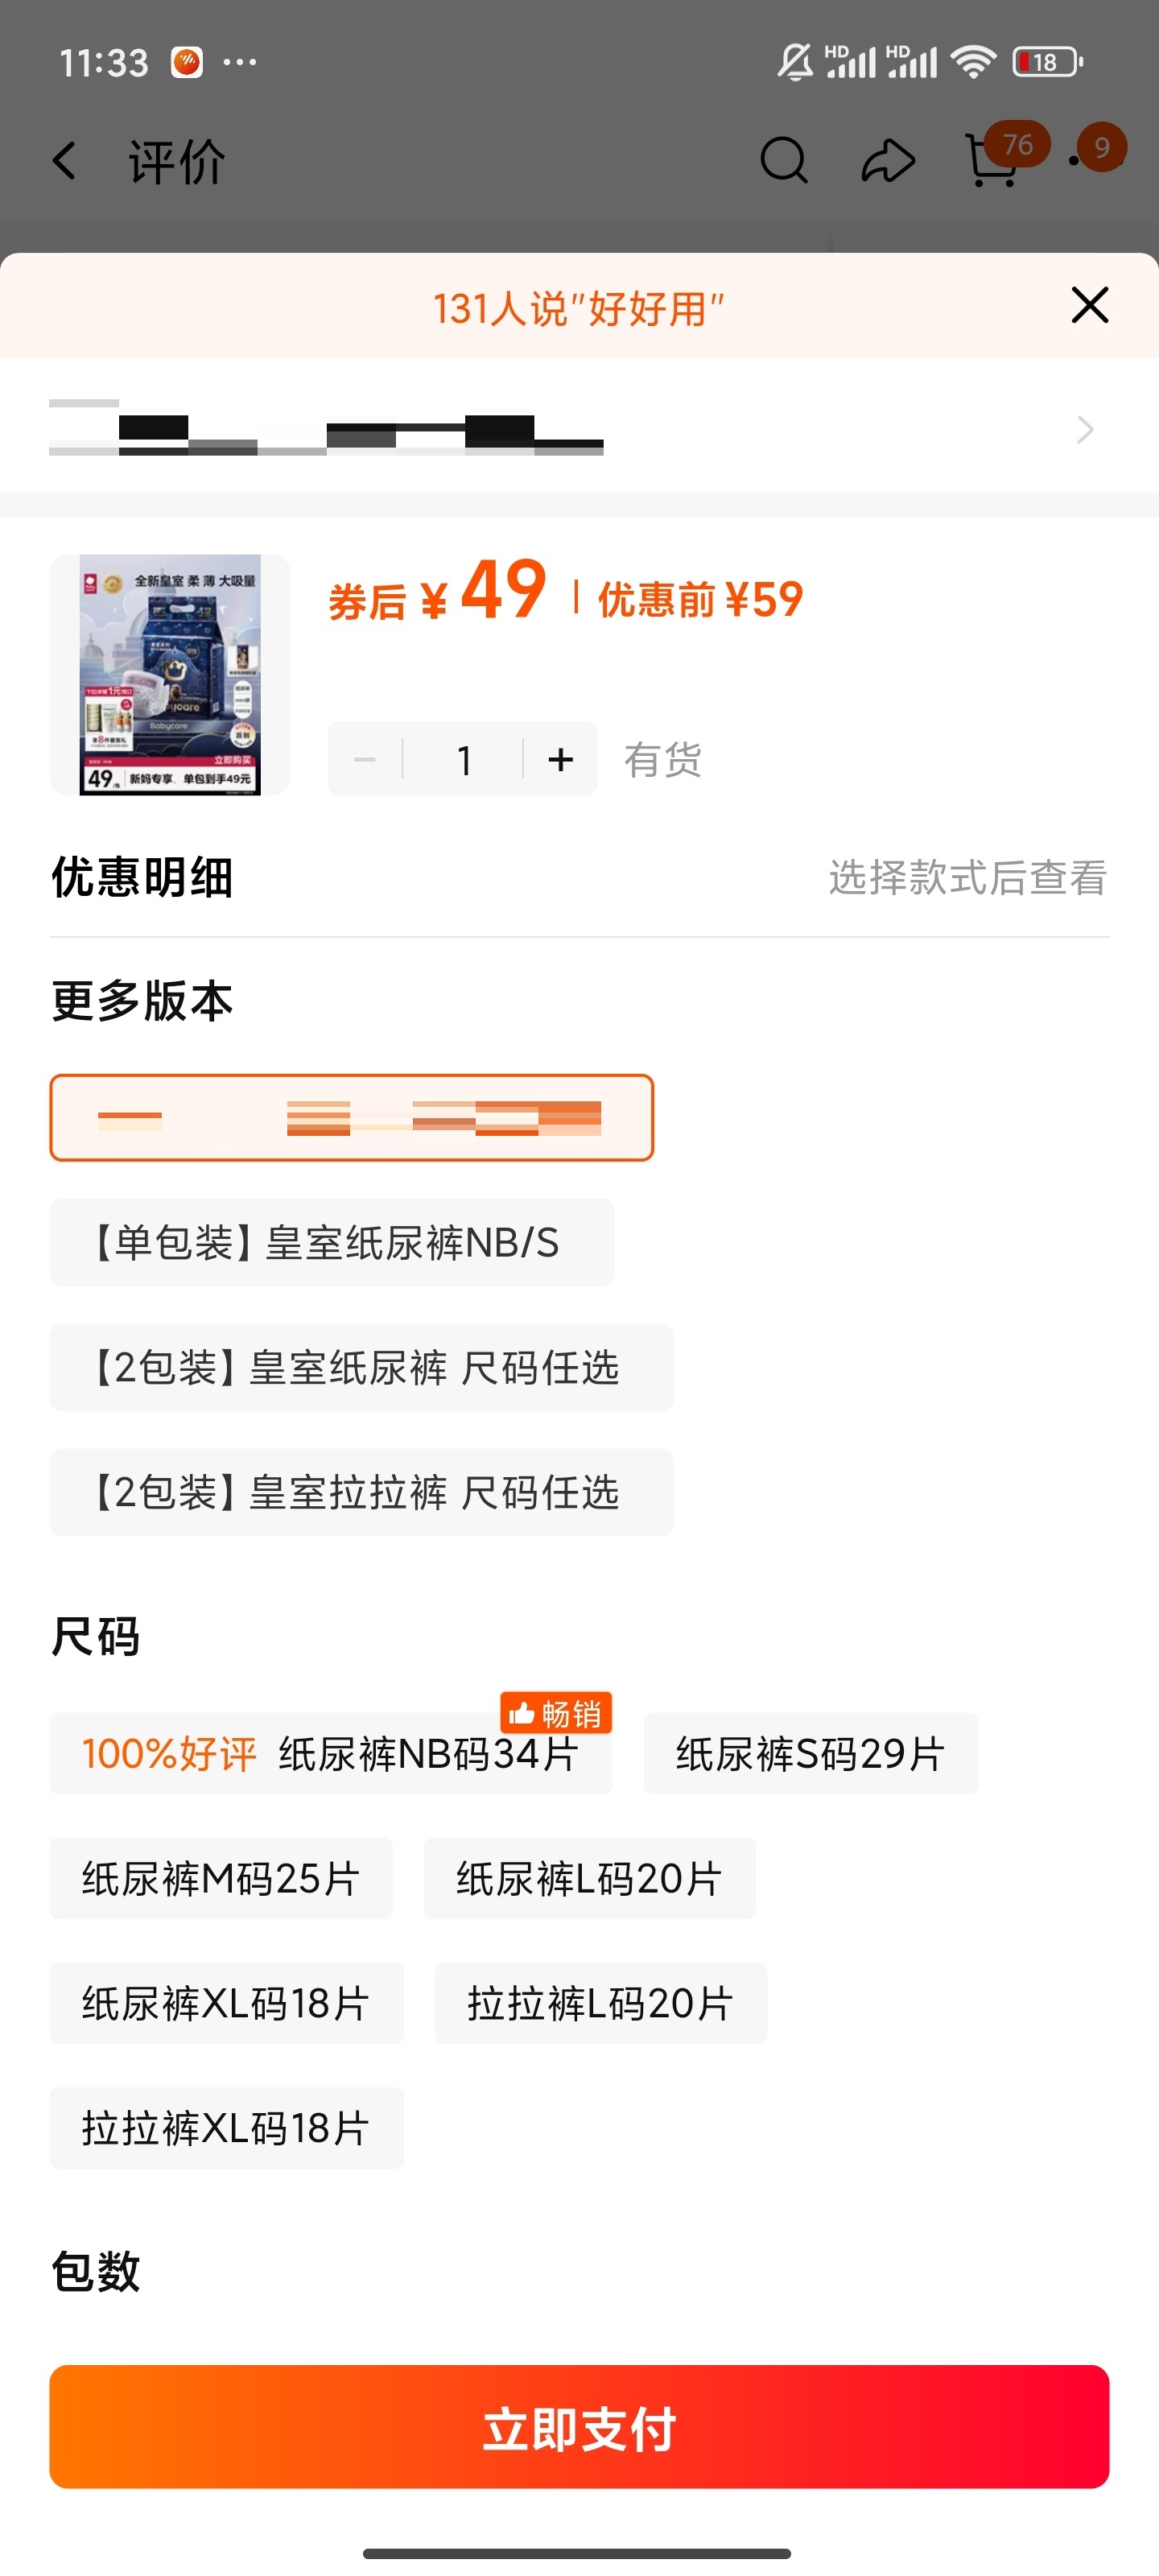 11:33
HD HD 18
评价
76
9
131人说"好好用"
全新皇室 柔 薄 大吸量
Babycare
立即购买
49 新妈专享 单包到手49元
券后 ¥ 49 优惠前 ¥59
1 有货
优惠明细 选择款式后查看
更多版本
【单包装】皇室纸尿裤NB/S
【2包装】皇室纸尿裤 尺码任选
【2包装】皇室拉拉裤 尺码任选
尺码
畅销
100%好评 纸尿裤NB码34片 纸尿裤S码29片
纸尿裤M码25片 纸尿裤L码20片
纸尿裤XL码18片 拉拉裤L码20片
拉拉裤XL码18片
包数
立即支付